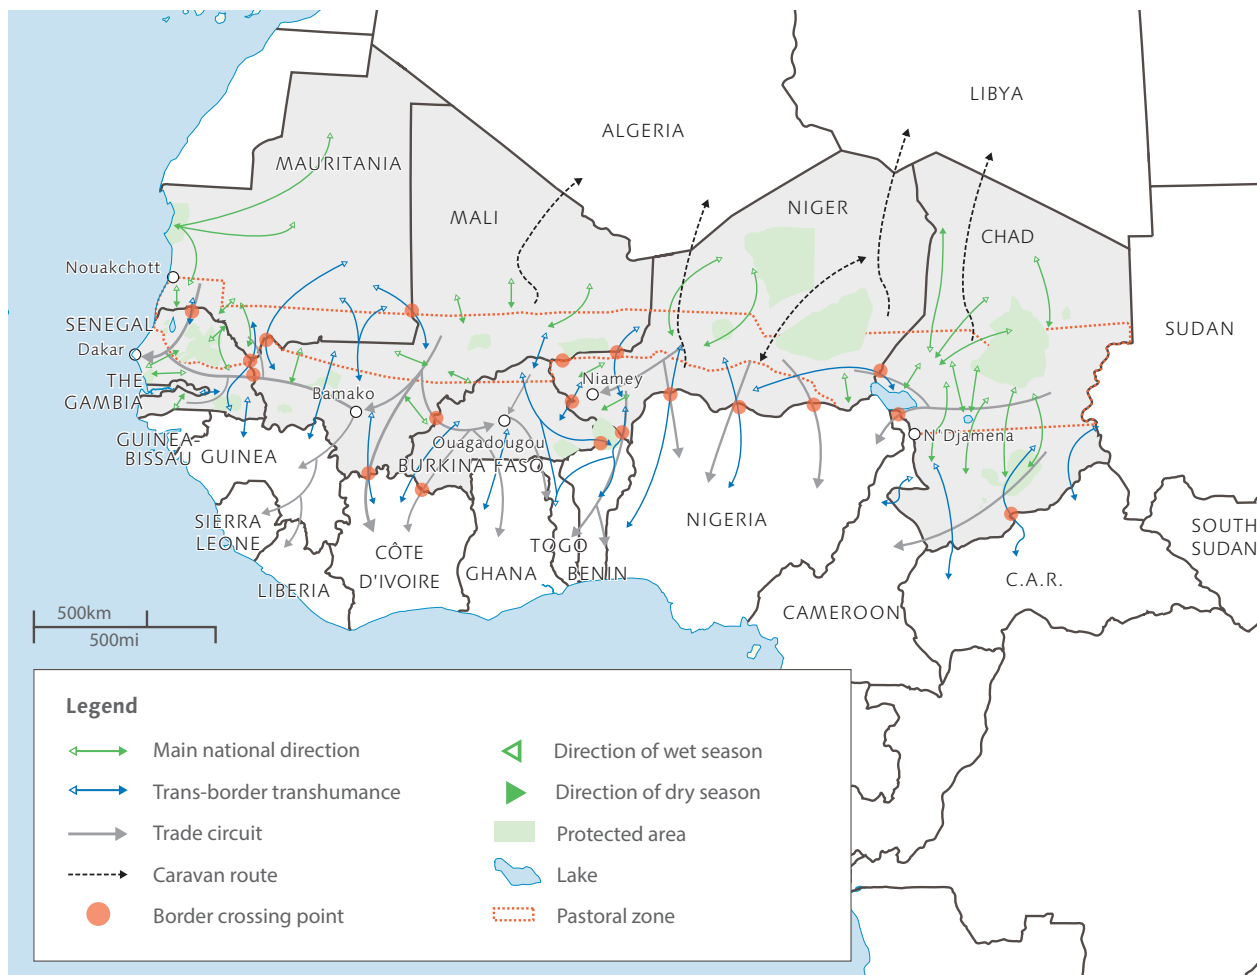 LIBYA
ALGERIA
MAURITANIA
MALI
NIGER
CHAD
Nouakchott
SENEGAL
Dakar
SUDAN
THE
GAMBIA
Bamako
Niamey
Ouagadougou
N'Djamena
GUINEA-
BISSAU
GUINEA
BURKINA FASO
NIGERIA
SIERRA
LEONE
SOUTH
SUDAN
CÔTE
D'IVOIRE
GHANA
TOGO
BENIN
LIBERIA
C.A.R.
CAMEROON
500km
500mi
Legend
Main national direction
Trans-border transhumance
Trade circuit
Caravan route
Border crossing point
Direction of wet season
Direction of dry season
Protected area
Lake
Pastoral zone